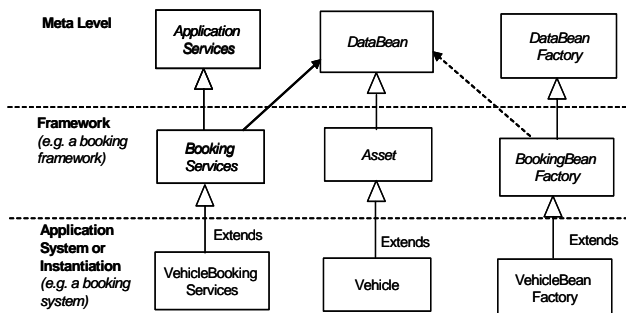 Meta Level
Application
Services
DataBean
DataBean
Factory
Framework
(e.g. a booking
framework)
Booking
Services
Asset
BookingBean
Factory
Application
System or
Instantiation
(e.g. a booking
system)
Extends
Extends
Extends
VehicleBooking
Services
Vehicle
VehicleBean
Factory